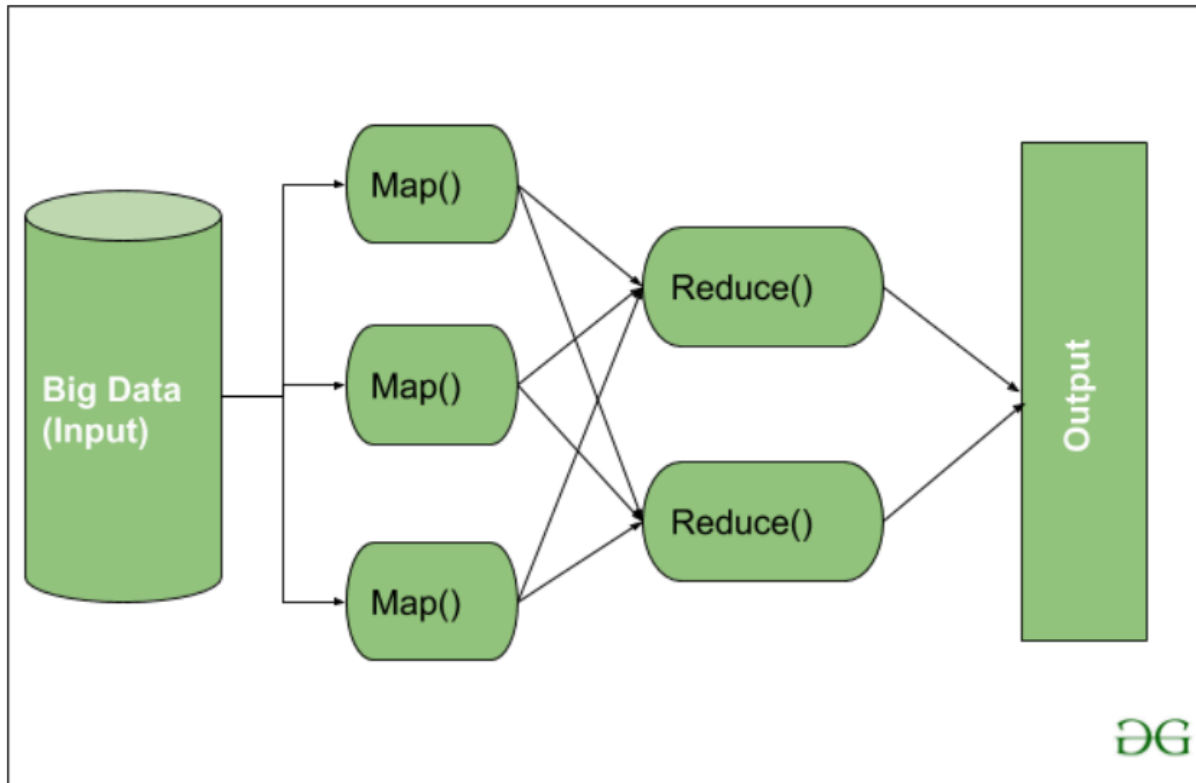 Big Data
(Input)
Map()
Map()
Map()
Reduce()
Reduce()
Output